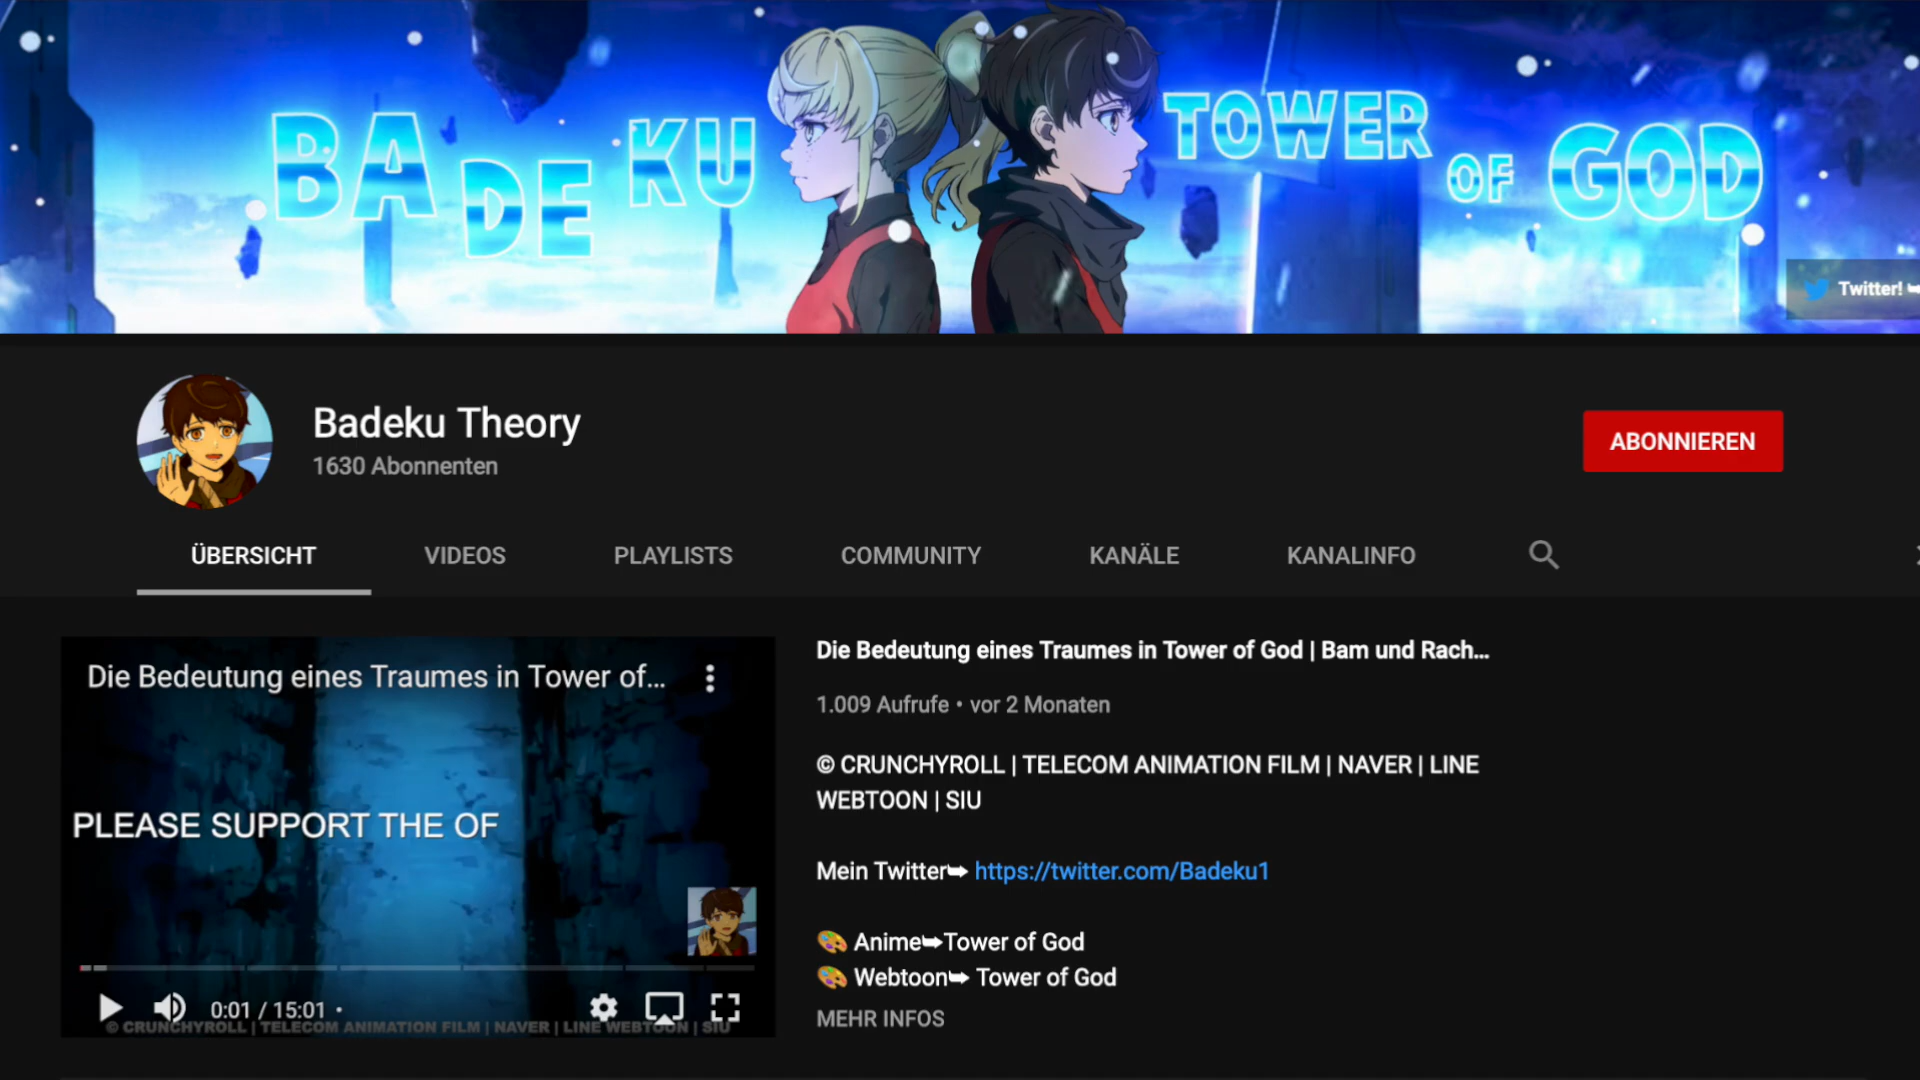 BADEKU TOWER OF GOD
Twitter!
Badeku Theory
1630 Abonnenten
ABONNIEREN
ÜBERSICHT VIDEOS PLAYLISTS COMMUNITY KANÄLE KANALINFO
Die Bedeutung eines Traumes in Tower of...
PLEASE SUPPORT THE OF
0:01 / 15:01 •
© CRUNCHYROLL | TELECOM ANIMATION FILM | NAVER | LINE WEBTOON | SIU
Die Bedeutung eines Traumes in Tower of God | Bam und Rach...
1.009 Aufrufe • vor 2 Monaten
© CRUNCHYROLL | TELECOM ANIMATION FILM | NAVER | LINE
WEBTOON | SIU
Mein Twitter➥ https://twitter.com/Badeku1
🎨 Anime➥Tower of God
🎨 Webtoon➥ Tower of God
MEHR INFOS